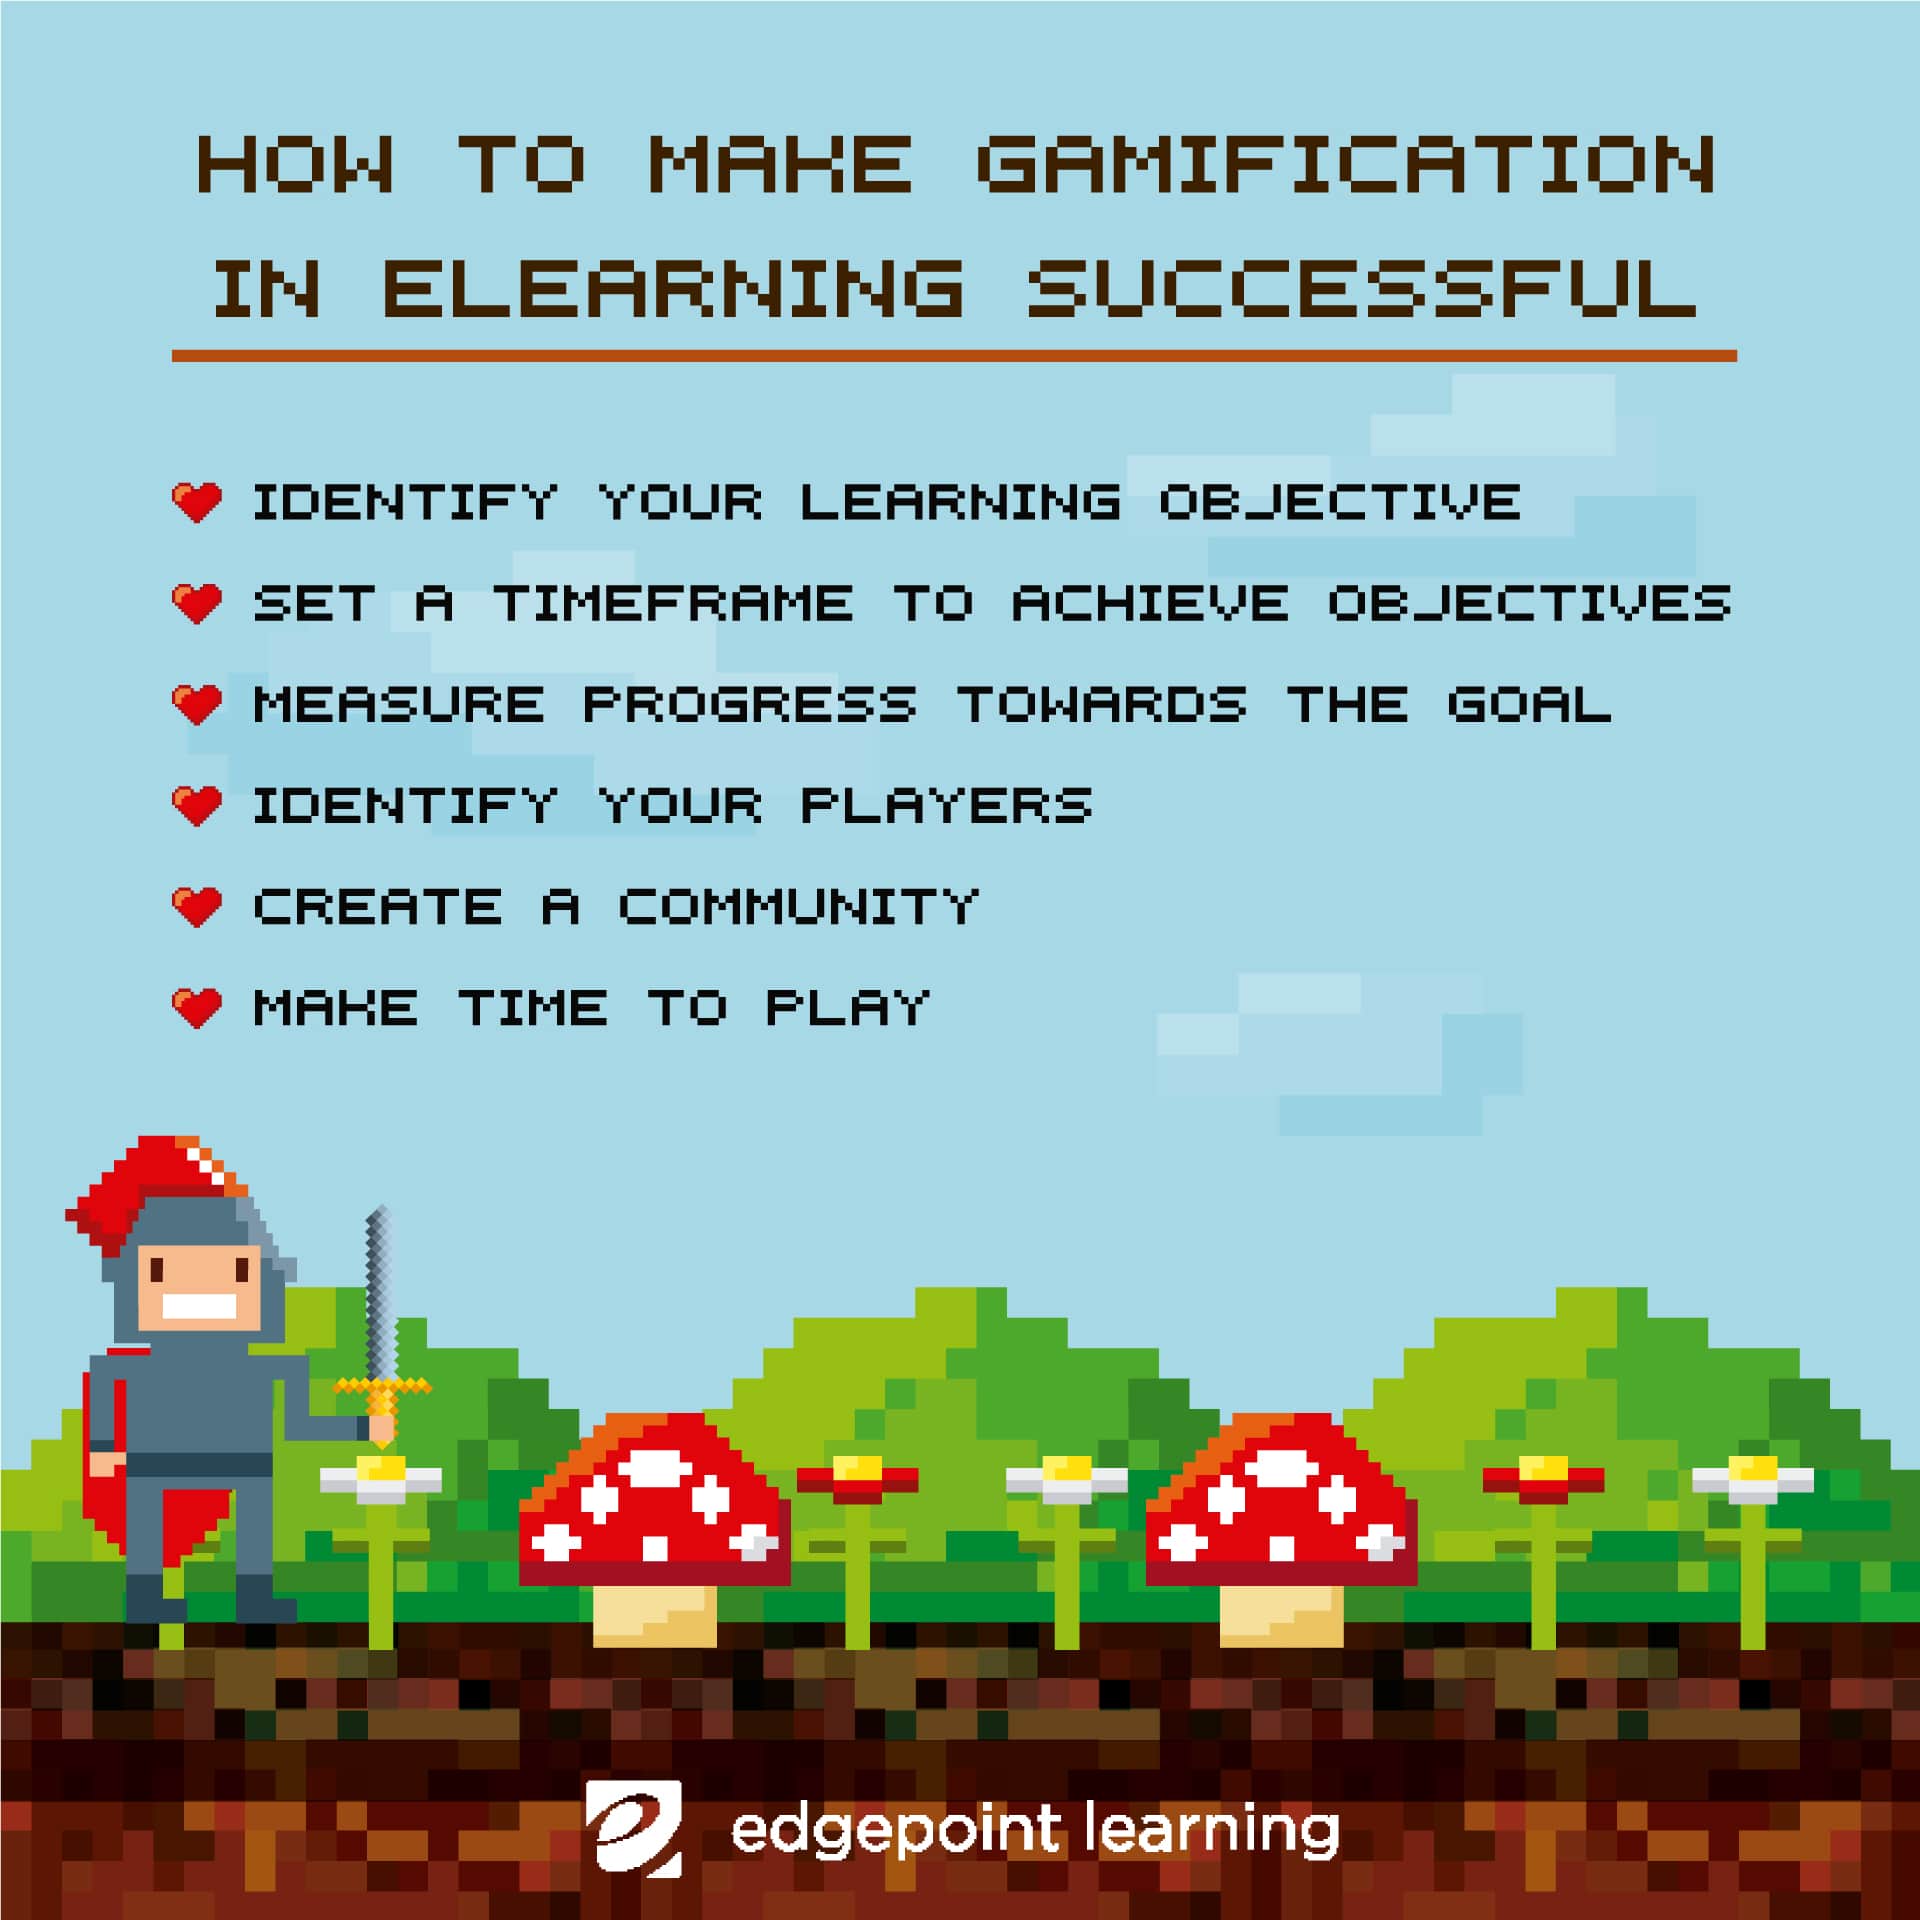 HOW TO MAKE GAMIFICATION
IN ELEARNING SUCCESSFUL
IDENTIFY YOUR LEARNING OBJECTIVE
SET A TIMEFRAME TO ACHIEVE OBJECTIVES
MEASURE PROGRESS TOWARDS THE GOAL
IDENTIFY YOUR PLAYERS
CREATE A COMMUNITY
MAKE TIME TO PLAY
edgepoint learning